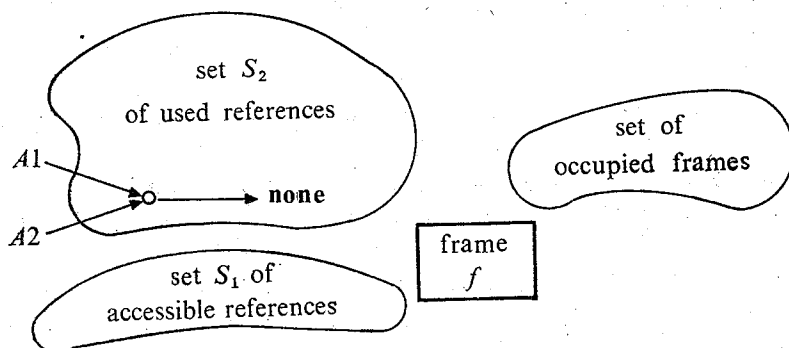 set S₂
of used references
A1
none
A2
set S₁ of
accessible references
frame
f
set of
occupied frames